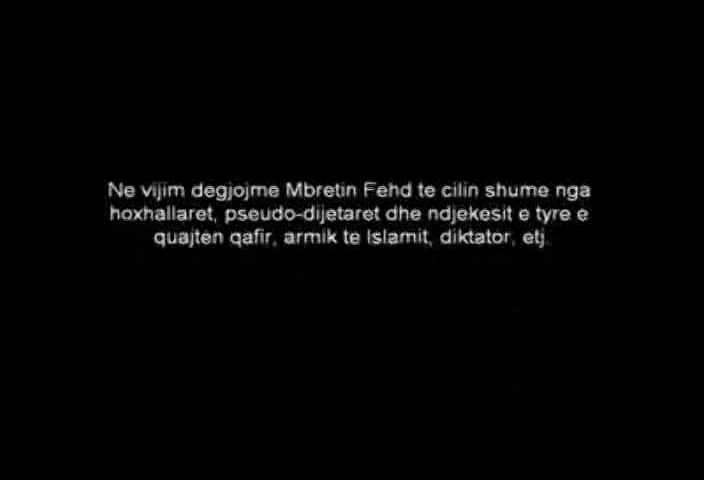 Ne vijim degjojme Mbretin Fehd te cilin shume nga
hoxhallaret, pseudo-dijetaret dhe ndjekesit e tyre e
quajten qafir, armik te Islamit, diktator, etj.